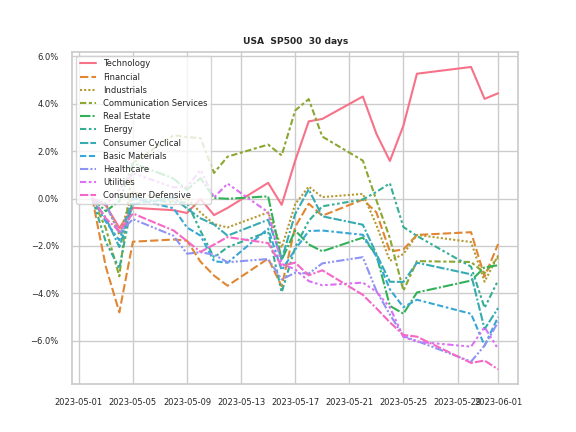 USA SP500 30 days
6.0%
4.0%
2.0%
0.0%
−2.0%
−4.0%
−6.0%
Technology
Financial
Industrials
Communication Services
Real Estate
Energy
Consumer Cyclical
Basic Materials
Healthcare
Utilities
Consumer Defensive
2023-05-01 2023-05-05 2023-05-09 2023-05-13 2023-05-17 2023-05-21 2023-05-25 2023-05-29 2023-06-01